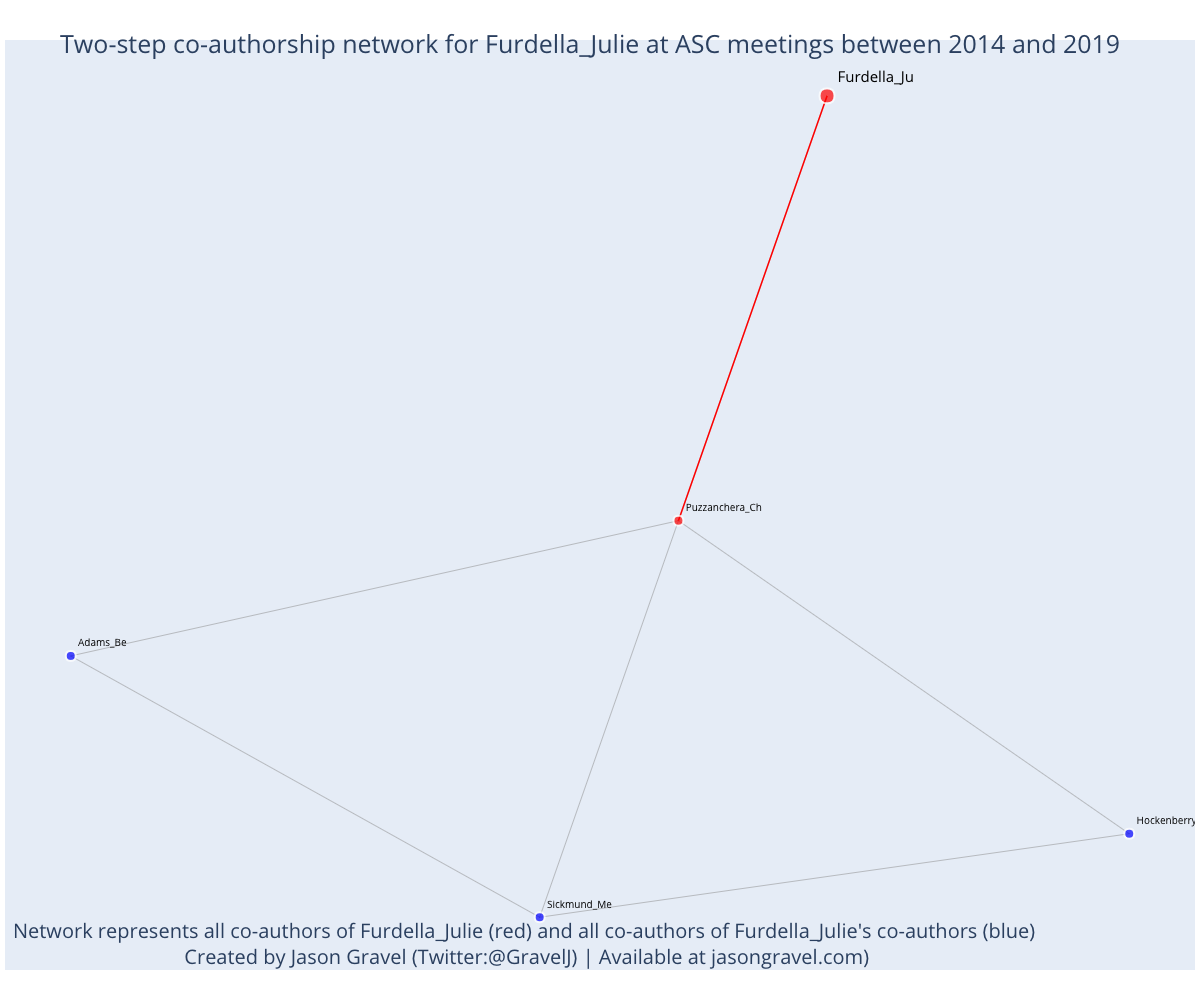 Two-step co-authorship network for Furdella_Julie at ASC meetings between 2014 and 2019
Furdella_Ju
Puzzanchera_Ch
Adams_Be
Hockenberry
Sickmund_Me
Network represents all co-authors of Furdella_Julie (red) and all co-authors of Furdella_Julie's co-authors (blue)
Created by Jason Gravel (Twitter:@GravelJ) | Available at jasongravel.com)